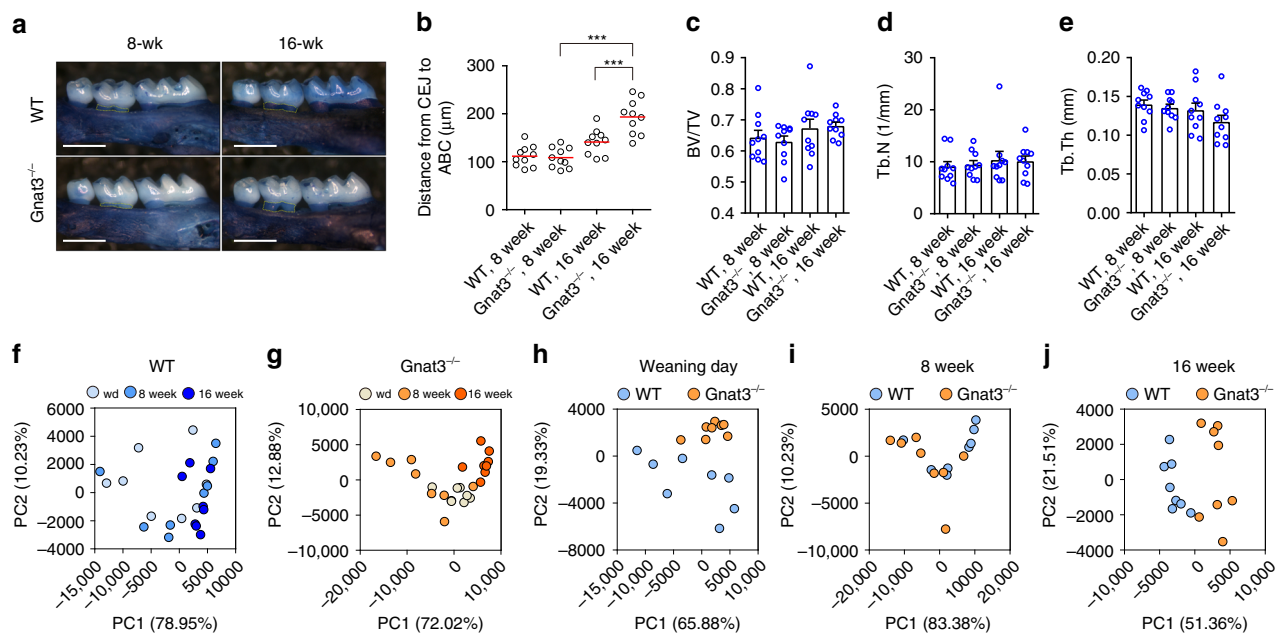 a
8-wk
16-wk
WT
Gnat3–/–
b
Distance from CEJ to
ABC (μm)
300
200
100
0
***
***
WT, 8 week
Gnat3–/–, 8 week
WT, 16 week
Gnat3–/–, 16 week
c
BV/TV
0.9
0.8
0.7
0.6
0.5
0.4
WT, 8 week
Gnat3–/–, 8 week
WT, 16 week
Gnat3–/–, 16 week
d
Tb.N (1/mm)
30
20
10
0
WT, 8 week
Gnat3–/–, 8 week
WT, 16 week
Gnat3–/–, 16 week
e
Tb.Th (mm)
0.20
0.15
0.10
0.05
0.00
WT, 8 week
Gnat3–/–, 8 week
WT, 16 week
Gnat3–/–, 16 week
f
WT
wd 8 week 16 week
PC2 (10.23%)
6000
4000
2000
0
–2000
–4000
–15,000
–10,000
–5000
0
5000
10000
PC1 (78.95%)
g
Gnat3–/–
wd 8 week 16 week
PC2 (12.88%)
10,000
5000
0
–5000
–10,000
–20,000
–10,000
0
10,000
PC1 (72.02%)
h
Weaning day
WT Gnat3–/–
PC2 (19.33%)
4000
0
–4000
–8000
–15,000
–10,000
–5000
0
5000
10,000
PC1 (65.88%)
i
8 week
WT Gnat3–/–
PC2 (10.23%)
5000
0
–5000
–10,000
–20,000
–10,000
0
10000
20,000
PC1 (83.38%)
j
16 week
WT Gnat3–/–
PC2 (21.51%)
4000
2000
0
–2000
–4000
–10,000
–5000
0
5000
10,000
PC1 (51.36%)